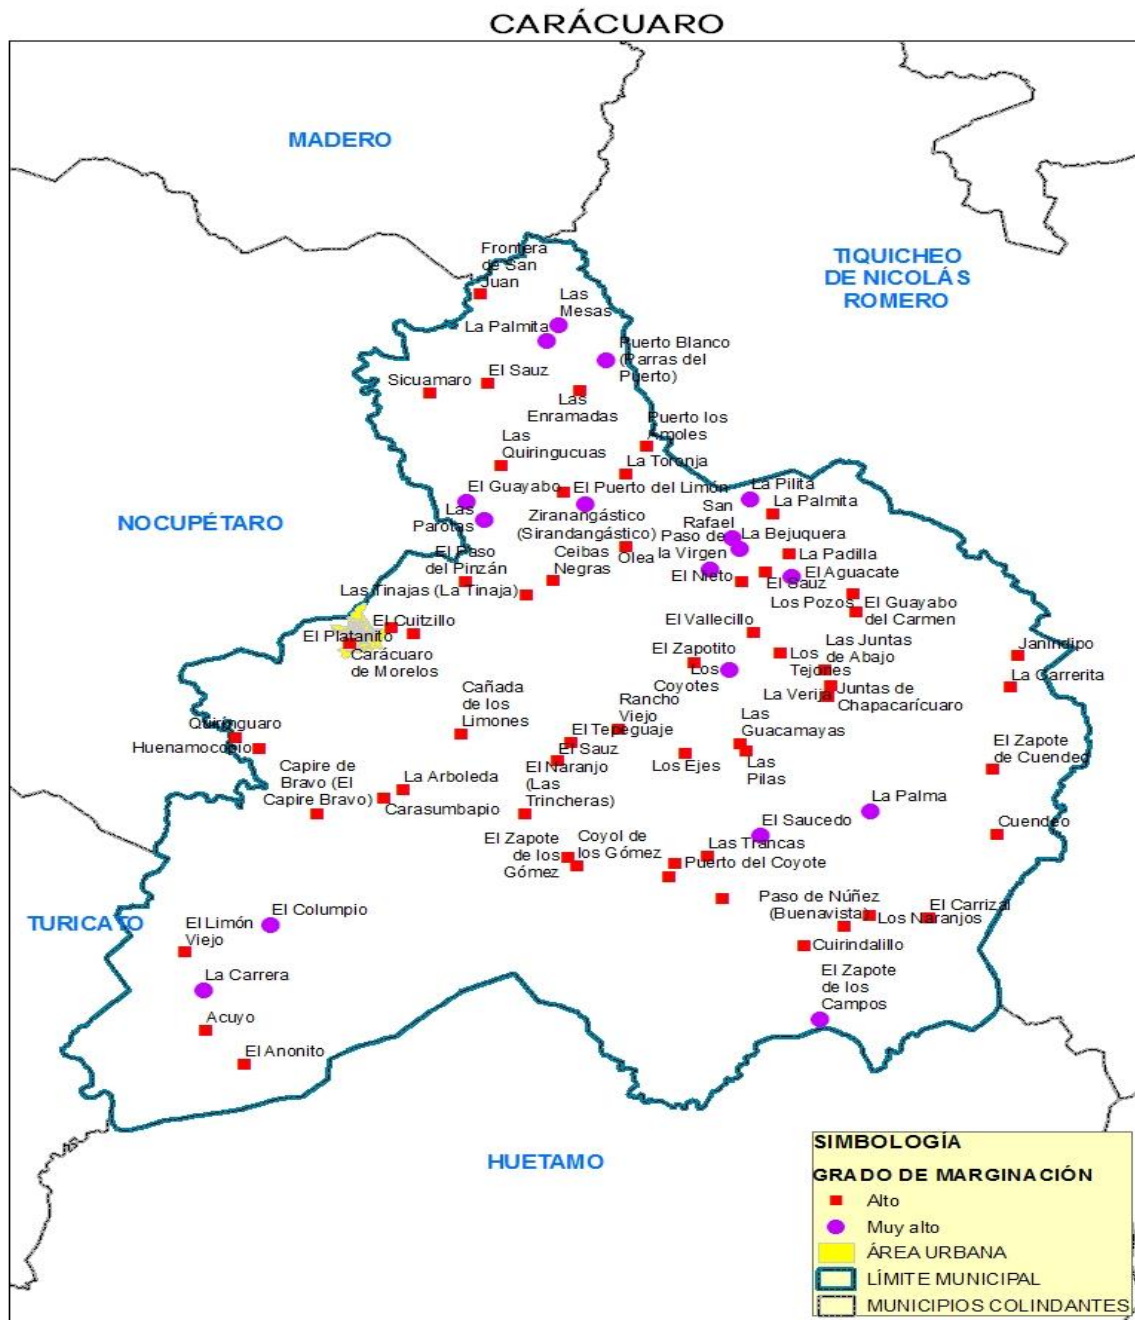 CARÁCUARO
MADERO
TIQUICHEO
DE NICOLÁS
ROMERO
Frontera
de San
Juan
Las
Mesas
La Palmita
Puerto Blanco
(Parras del
Puerto)
El Sauz
Sicuamaro
Las
Enramadas
Puerto los
Amoles
Las
Quiringucuas
La Toronja
El Guayabo
El Puerto del Limón
La Pilita
La Palmita
NOCUPÉTARO
Las
Parotas
Ziranangástico
(Sirandangástico)
San
Rafael
La Bejuquera
Paso de
la Virgen
La Padilla
El Paso
del Pinzán
Ceibas
Negras
Olea
El Nieto
El Sauz
El Aguacate
Las Tinajas (La Tinaja)
Los Pozos
El Guayabo
del Carmen
El Cuitzillo
El Platanito
El Vallecillo
Carácuaro
de Morelos
El Zapotito
Los
Coyotes
Los
Tejones
Las Juntas
de Abajo
Janindipo
La Garrerita
La Verija
Juntas de
Chapacarícuaro
Cañada
de los
Limones
Rancho
Viejo
Las
Guacamayas
Quiringuaro
Huenamocopio
El Tepeguaje
El Sauz
Los Ejes
Las
Pilas
El Zapote
de Cuendeo
Capire de
Bravo (El
Capire Bravo)
La Arboleda
Carasumbapio
El Naranjo
(Las
Trincheras)
La Palma
El Saucedo
Cuendeo
El Zapote
de los
Gómez
Coyol de
los Gómez
Las Trancas
Puerto del Coyote
Paso de Núñez
(Buenavista)
El Carrizal
Los Naranjos
TURICATO
El Columpio
El Limón
Viejo
Cuirindalillo
La Carrera
El Zapote
de los
Campos
Acuyo
El Anonito
HUETAMO
SIMBOLOGÍA
GRADO DE MARGINACIÓN
Alto
Muy alto
ÁREA URBANA
LÍMITE MUNICIPAL
MUNICIPIOS COLINDANTES